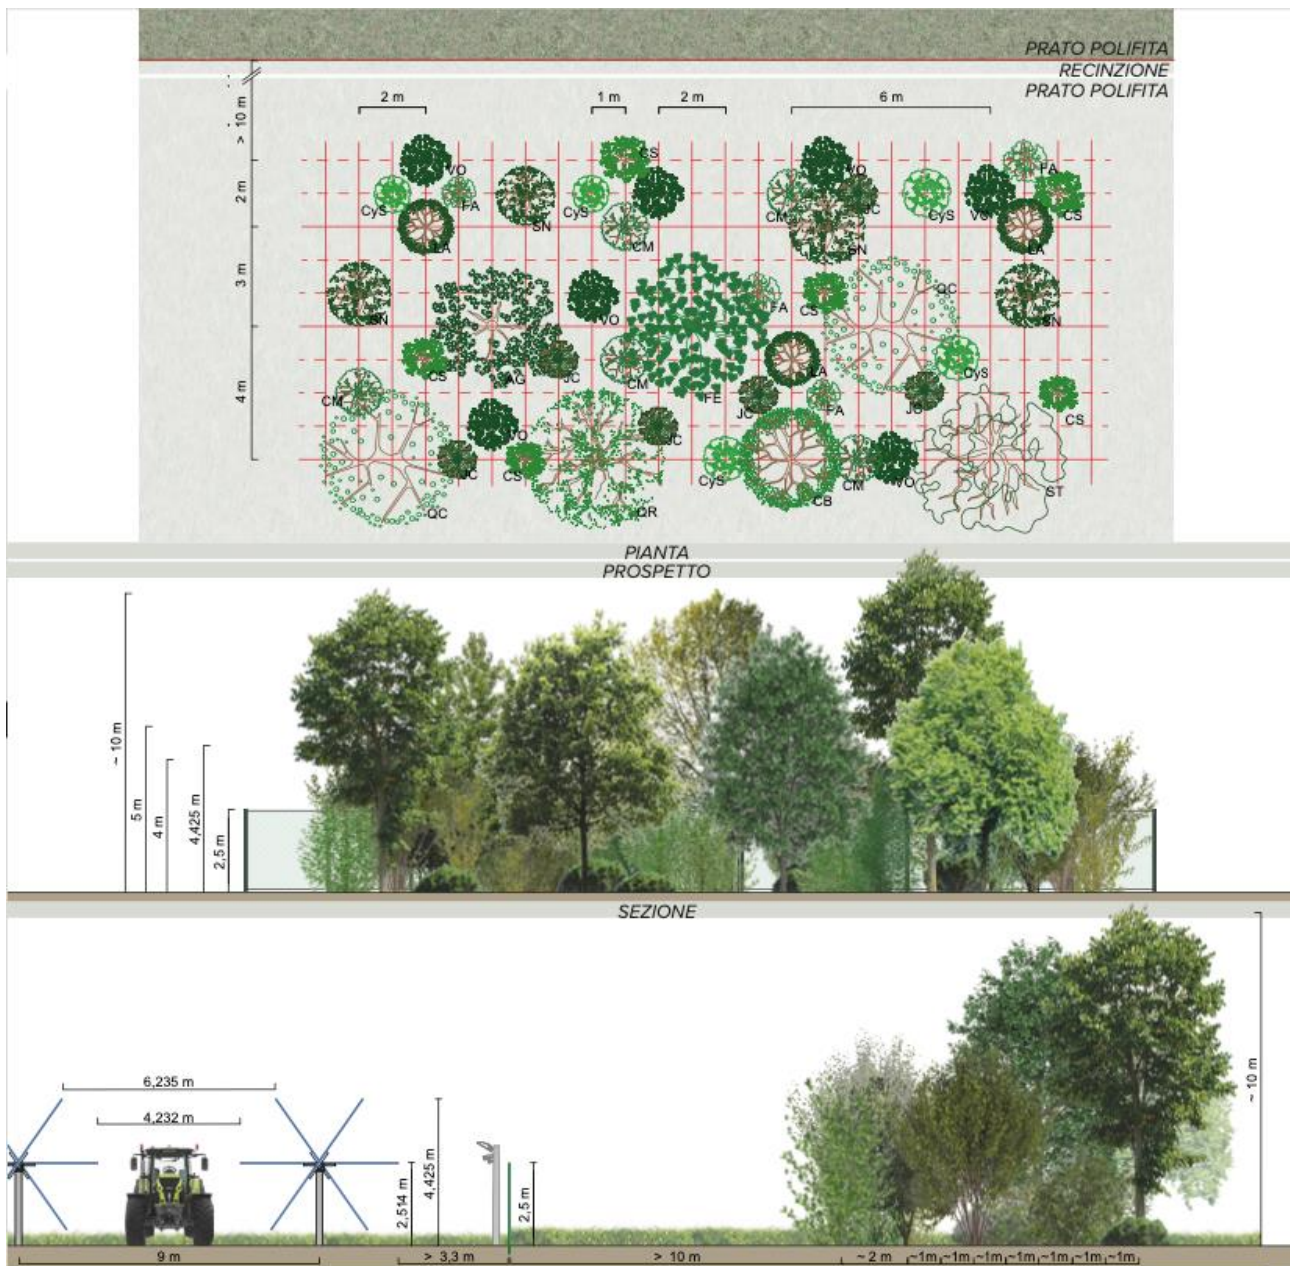 PRATO POLIFITA
RECINZIONE
PRATO POLIFITA
2 m
1 m
2 m
6 m
> 10 m
2 m
3 m
4 m
VO
CS
VO
FA
CyS
FA
SN
CyS
CM
JC
CyS
VO
CS
LA
CM
SN
LA
SN
VO
FA
CS
QC
SN
CS
AG
JC
CM
LA
CyS
CM
FE
JC
FA
JC
CS
VO
JC
JC
CS
CyS
CM
VO
ST
QC
QR
CB
PIANTA
PROSPETTO
~ 10 m
5 m
4 m
4,425 m
2,5 m
SEZIONE
6,235 m
4,232 m
2,514 m
4,425 m
2,5 m
~ 10 m
9 m
> 3,3 m
> 10 m
~ 2 m
~1m
~1m
~1m
~1m
~1m
~1m
~1m